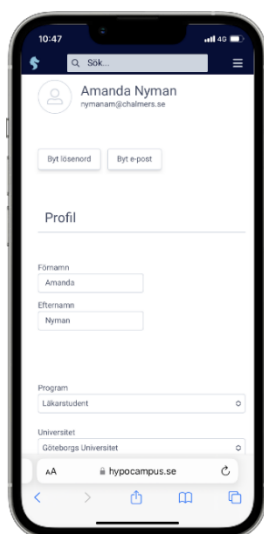 10:47
4G
Sök...
Amanda Nyman
nymanam@chalmers.se
Byt lösenord Byt e-post
Profil
Förnamn
Amanda
Efternamn
Nyman
Program
Läkarstudent
Universitet
Göteborgs Universitet
AA hypocampus.se